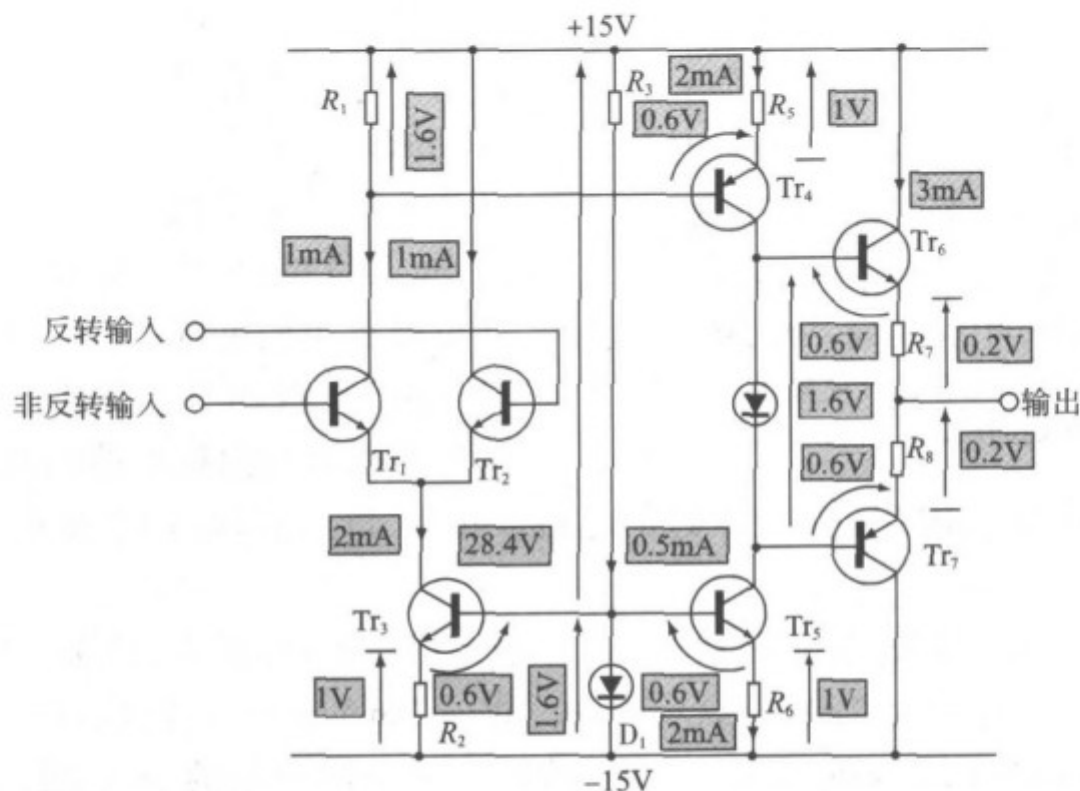 +15V
R₁
1.6V
R₃
2mA
0.6V
R₅
1V
Tr₄
3mA
1mA
1mA
Tr₆
反转输入
0.6V
R₇
0.2V
非反转输入
1.6V
输出
Tr₁
Tr₂
0.6V
R₈
0.2V
2mA
28.4V
0.5mA
Tr₇
Tr₃
Tr₅
1V
0.6V
1.6V
0.6V
R₆
1V
R₂
D₁
2mA
−15V